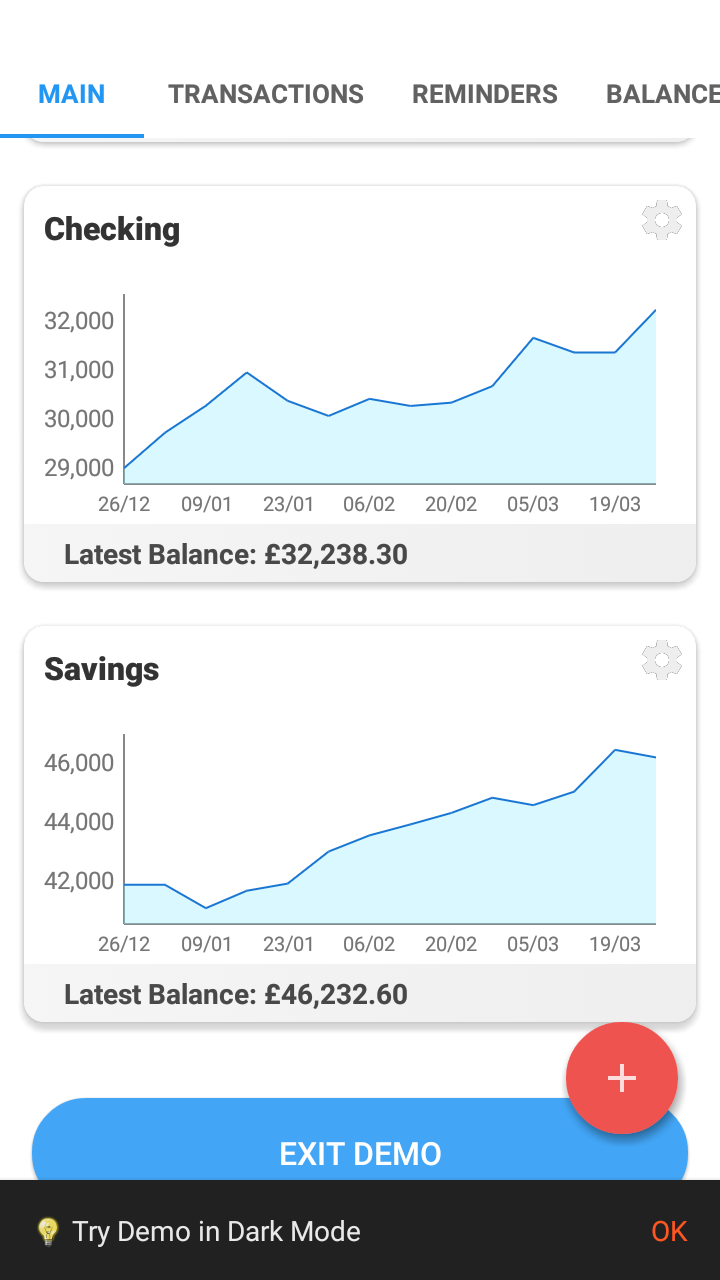 MAIN TRANSACTIONS REMINDERS BALANCE
Checking
32,000
31,000
30,000
29,000
26/12 09/01 23/01 06/02 20/02 05/03 19/03
Latest Balance: £32,238.30
Savings
46,000
44,000
42,000
26/12 09/01 23/01 06/02 20/02 05/03 19/03
Latest Balance: £46,232.60
EXIT DEMO
Try Demo in Dark Mode OK